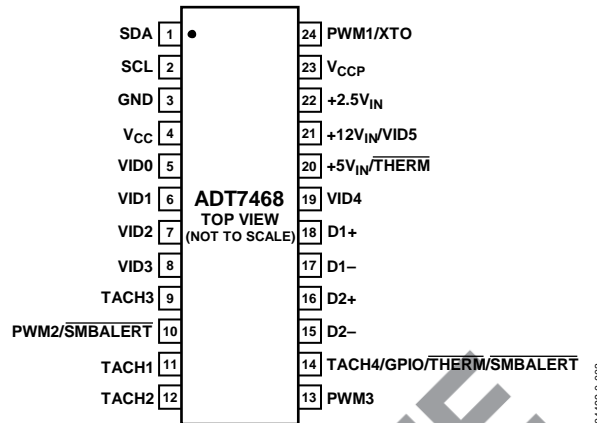 SDA 1
SCL 2
GND 3
VCC 4
VID0 5
VID1 6
VID2 7
VID3 8
TACH3 9
PWM2/SMBALERT 10
TACH1 11
TACH2 12
ADT7468
TOP VIEW
(NOT TO SCALE)
24 PWM1/XTO
23 VCCP
22 +2.5VIN
21 +12VIN/VID5
20 +5VIN/THERM
19 VID4
18 D1+
17 D1–
16 D2+
15 D2–
14 TACH4/GPIO/THERM/SMBALERT
13 PWM3